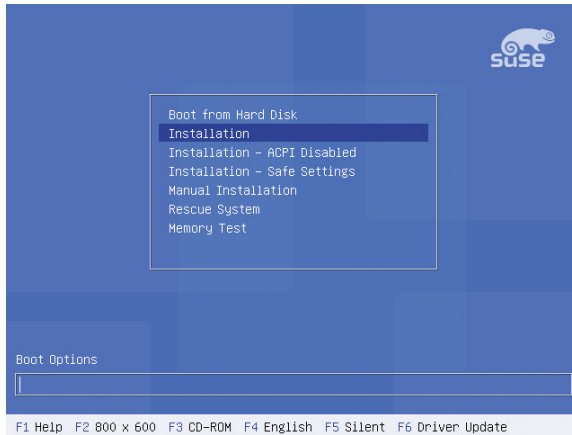 suse
Boot from Hard Disk
Installation
Installation - ACPI Disabled
Installation - Safe Settings
Manual Installation
Rescue System
Memory Test
Boot Options
F1 Help F2 800 x 600 F3 CD-ROM F4 English F5 Silent F6 Driver Update